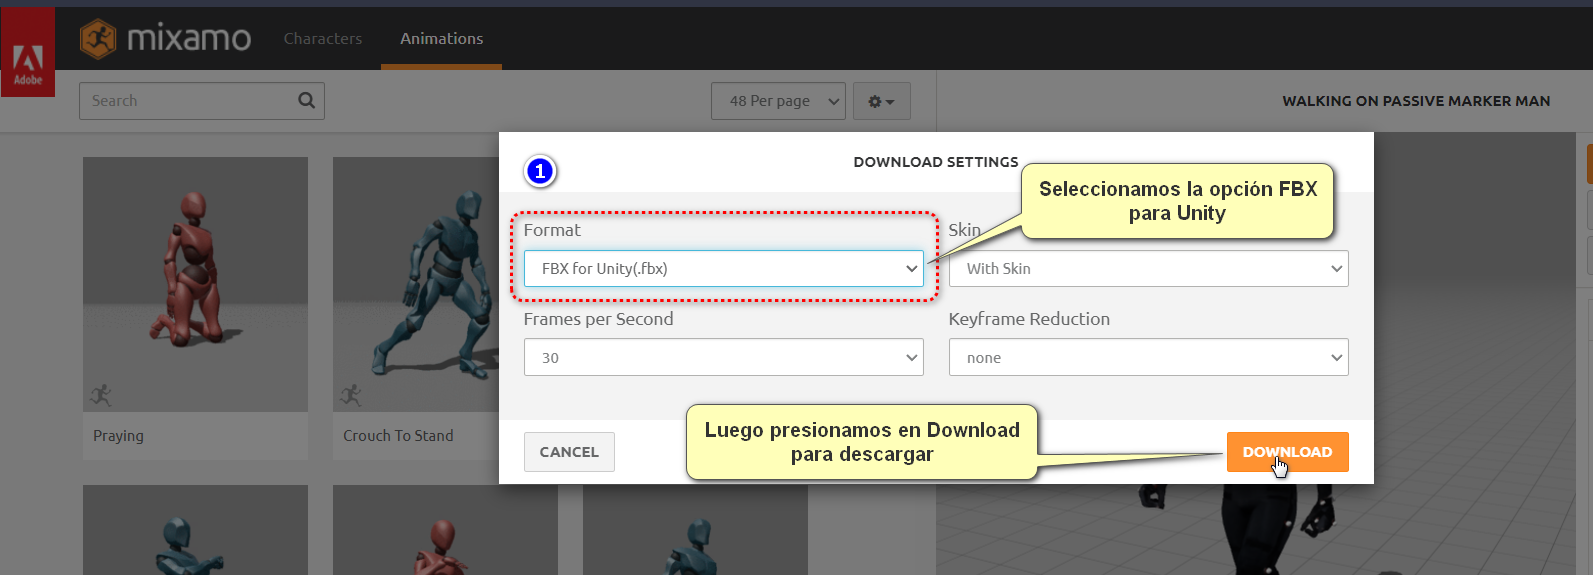 Adobe
mixamo
Characters
Animations
Search
48 Per page
WALKING ON PASSIVE MARKER MAN
1
DOWNLOAD SETTINGS
Seleccionamos la opción FBX
para Unity
Format
Skin
FBX for Unity(.fbx)
With Skin
Frames per Second
Keyframe Reduction
30
none
Praying
Crouch To Stand
Luego presionamos en Download
para descargar
CANCEL
DOWNLOAD